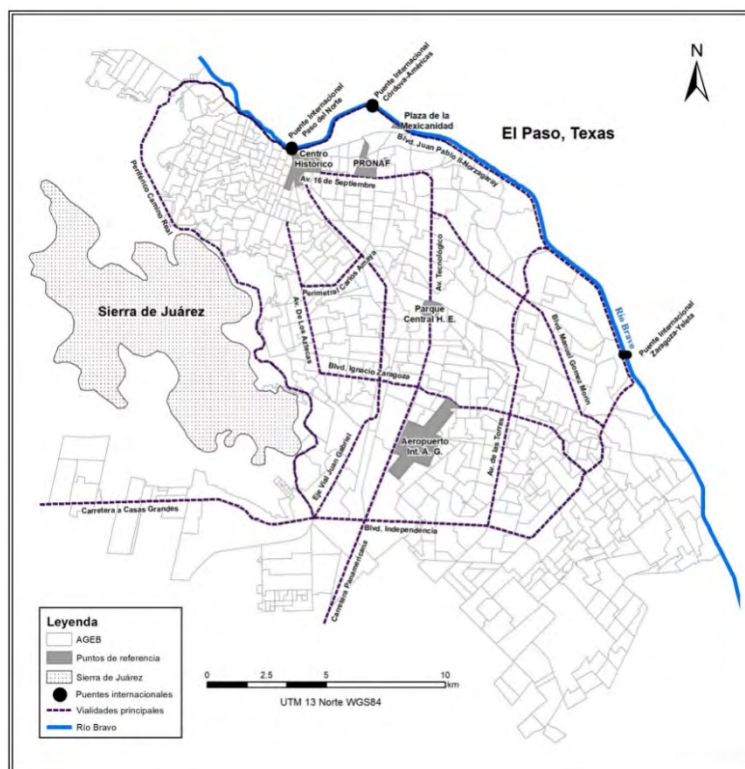 N
Puente Internacional
Córdova-Américas
Puente Internacional
Paso del Norte
Plaza de la
Mexicanidad
El Paso, Texas
Blvd. Juan Pablo II-Norzagaray
Centro
Histórico
PRONAF
Av. 16 de Septiembre
Periférico Camino Real
Av. Tecnológico
Perimetral Carlos Amaya
Sierra de Juárez
Av. De Los Aztecas
Parque
Central H. E.
Río Bravo
Puente Internacional
Zaragoza-Ysleta
Blvd. Manuel Gómez Morín
Blvd. Ignacio Zaragoza
Aeropuerto
Int. A. G.
Av. de las Torres
Eje Vial Juan Gabriel
Carretera a Casas Grandes
Blvd. Independencia
Carretera Panamericana
Leyenda
AGEB
Puntos de referencia
Sierra de Juárez
Puentes internacionales
Vialidades principales
Río Bravo
0 2.5 5 10
km
UTM 13 Norte WGS84